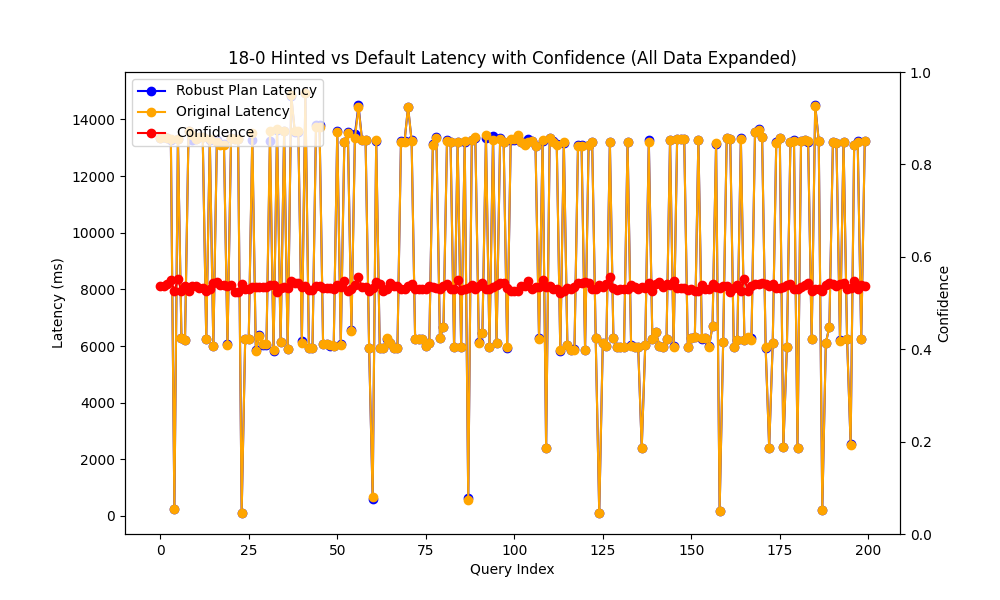 18-0 Hinted vs Default Latency with Confidence (All Data Expanded)
Robust Plan Latency
Original Latency
Confidence
Latency (ms)
14000
12000
10000
8000
6000
4000
2000
0
1.0
0.8
0.6
0.4
0.2
0.0
Confidence
0 25 50 75 100 125 150 175 200
Query Index